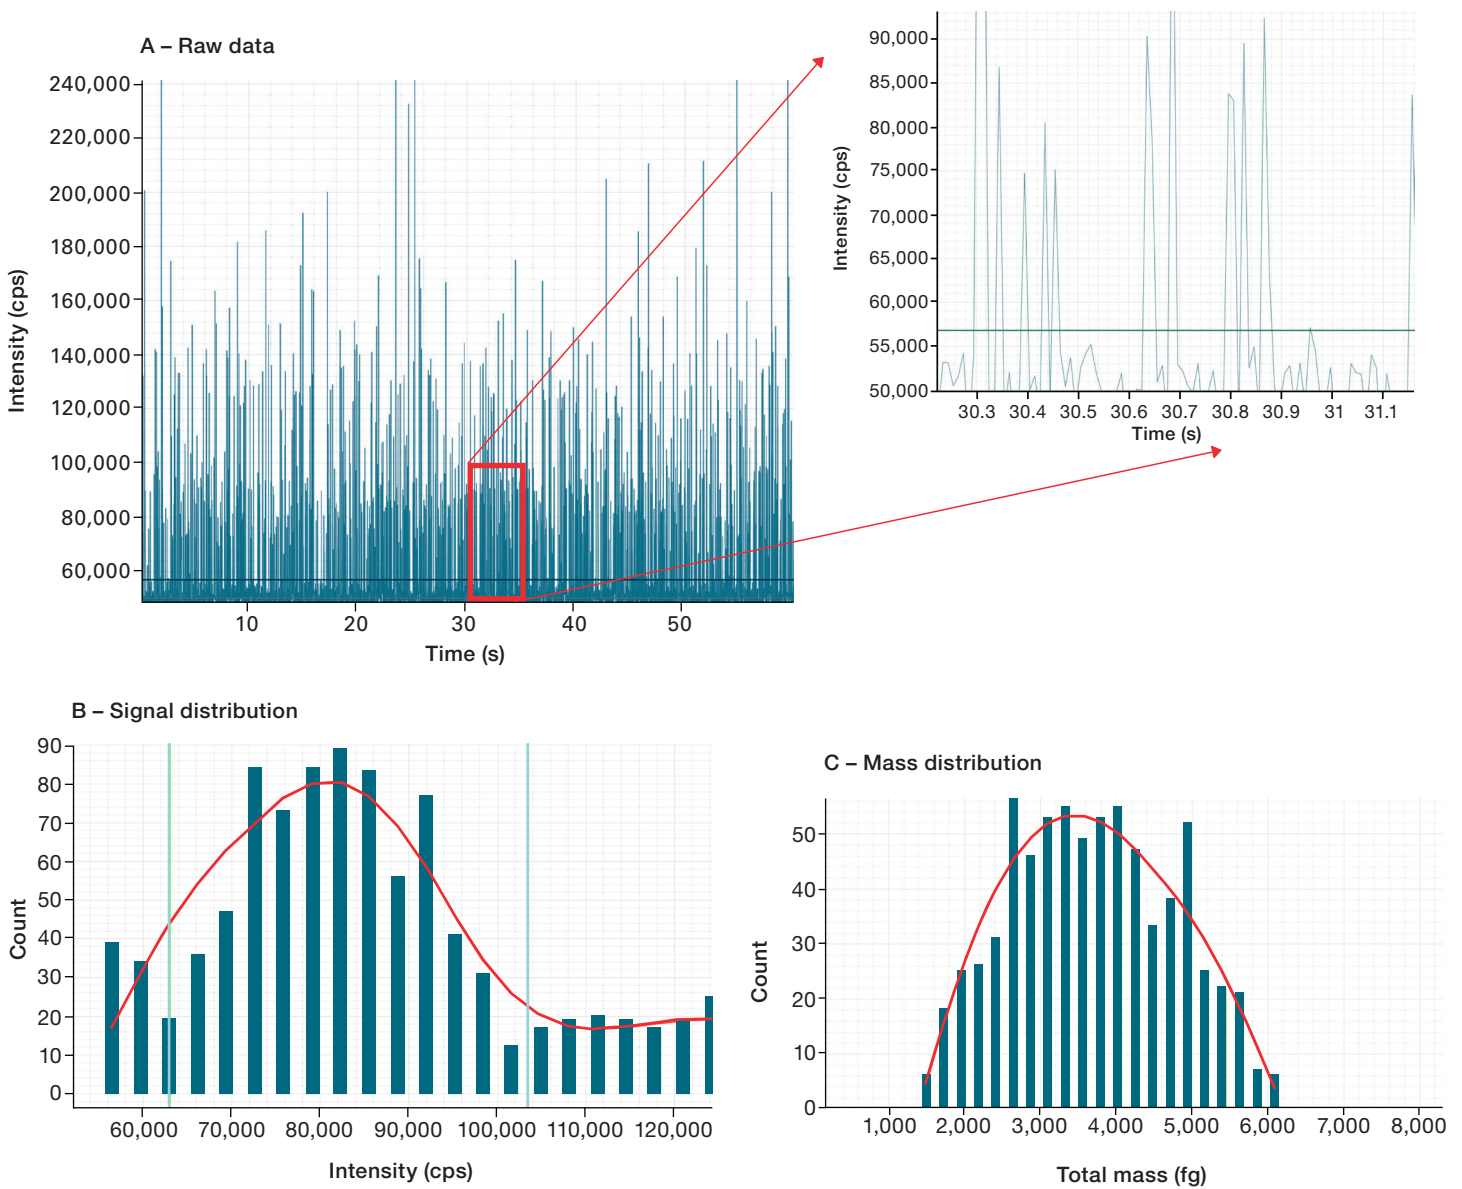 A – Raw data
Intensity (cps)
240,000
220,000
200,000
180,000
160,000
140,000
120,000
100,000
80,000
60,000
10 20 30 40 50
Time (s)
Intensity (cps)
90,000
85,000
80,000
75,000
70,000
65,000
60,000
55,000
50,000
30.3 30.4 30.5 30.6 30.7 30.8 30.9 31 31.1
Time (s)
B – Signal distribution
Count
90
80
70
60
50
40
30
20
10
0
60,000 70,000 80,000 90,000 100,000 110,000 120,000
Intensity (cps)
C – Mass distribution
Count
50
40
30
20
10
0
1,000 2,000 3,000 4,000 5,000 6,000 7,000 8,000
Total mass (fg)